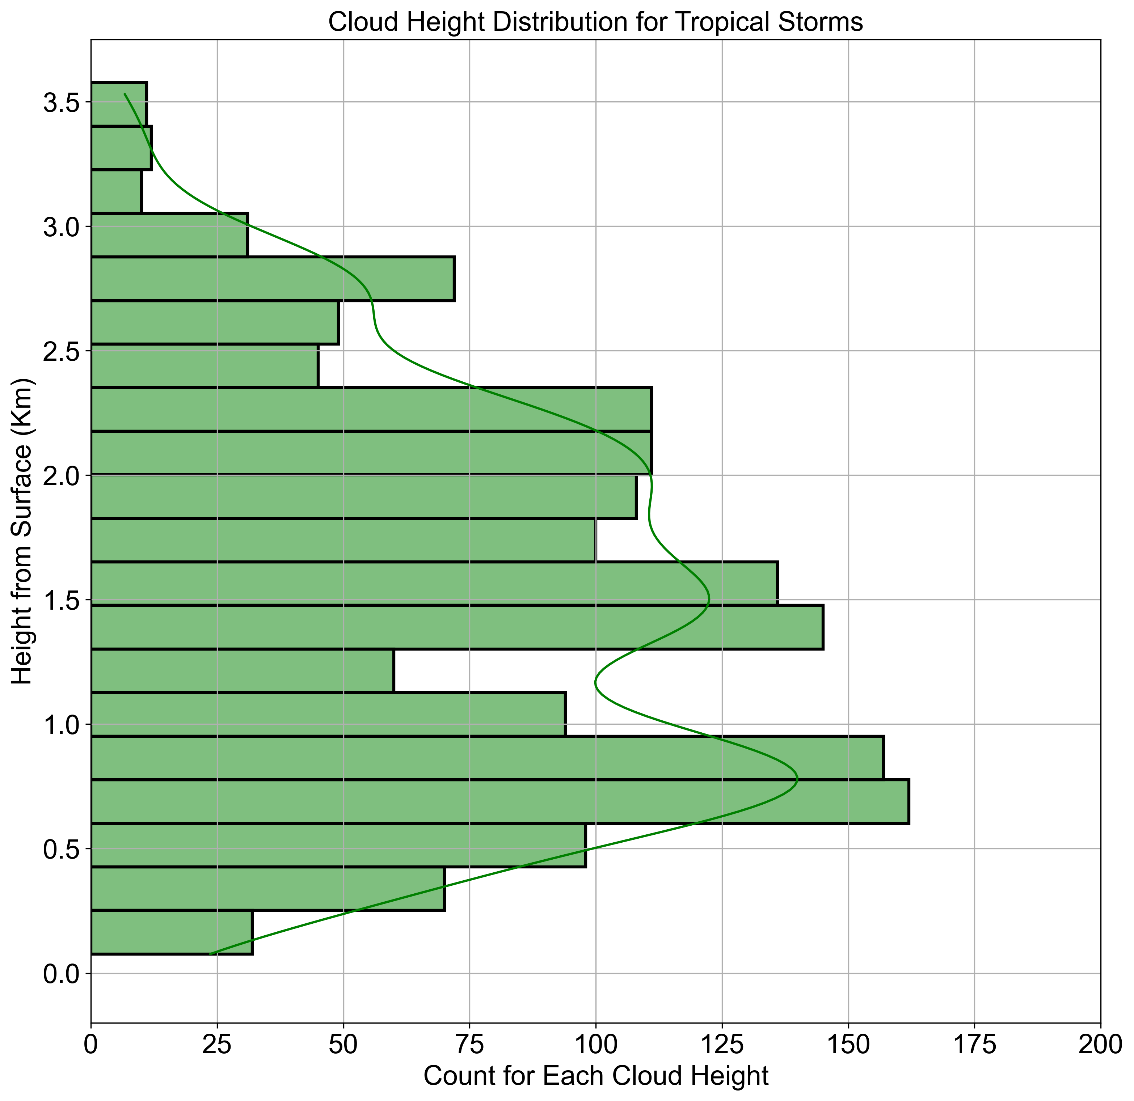 Cloud Height Distribution for Tropical Storms
3.5
3.0
2.5
2.0
1.5
1.0
0.5
0.0
Height from Surface (Km)
0 25 50 75 100 125 150 175 200
Count for Each Cloud Height